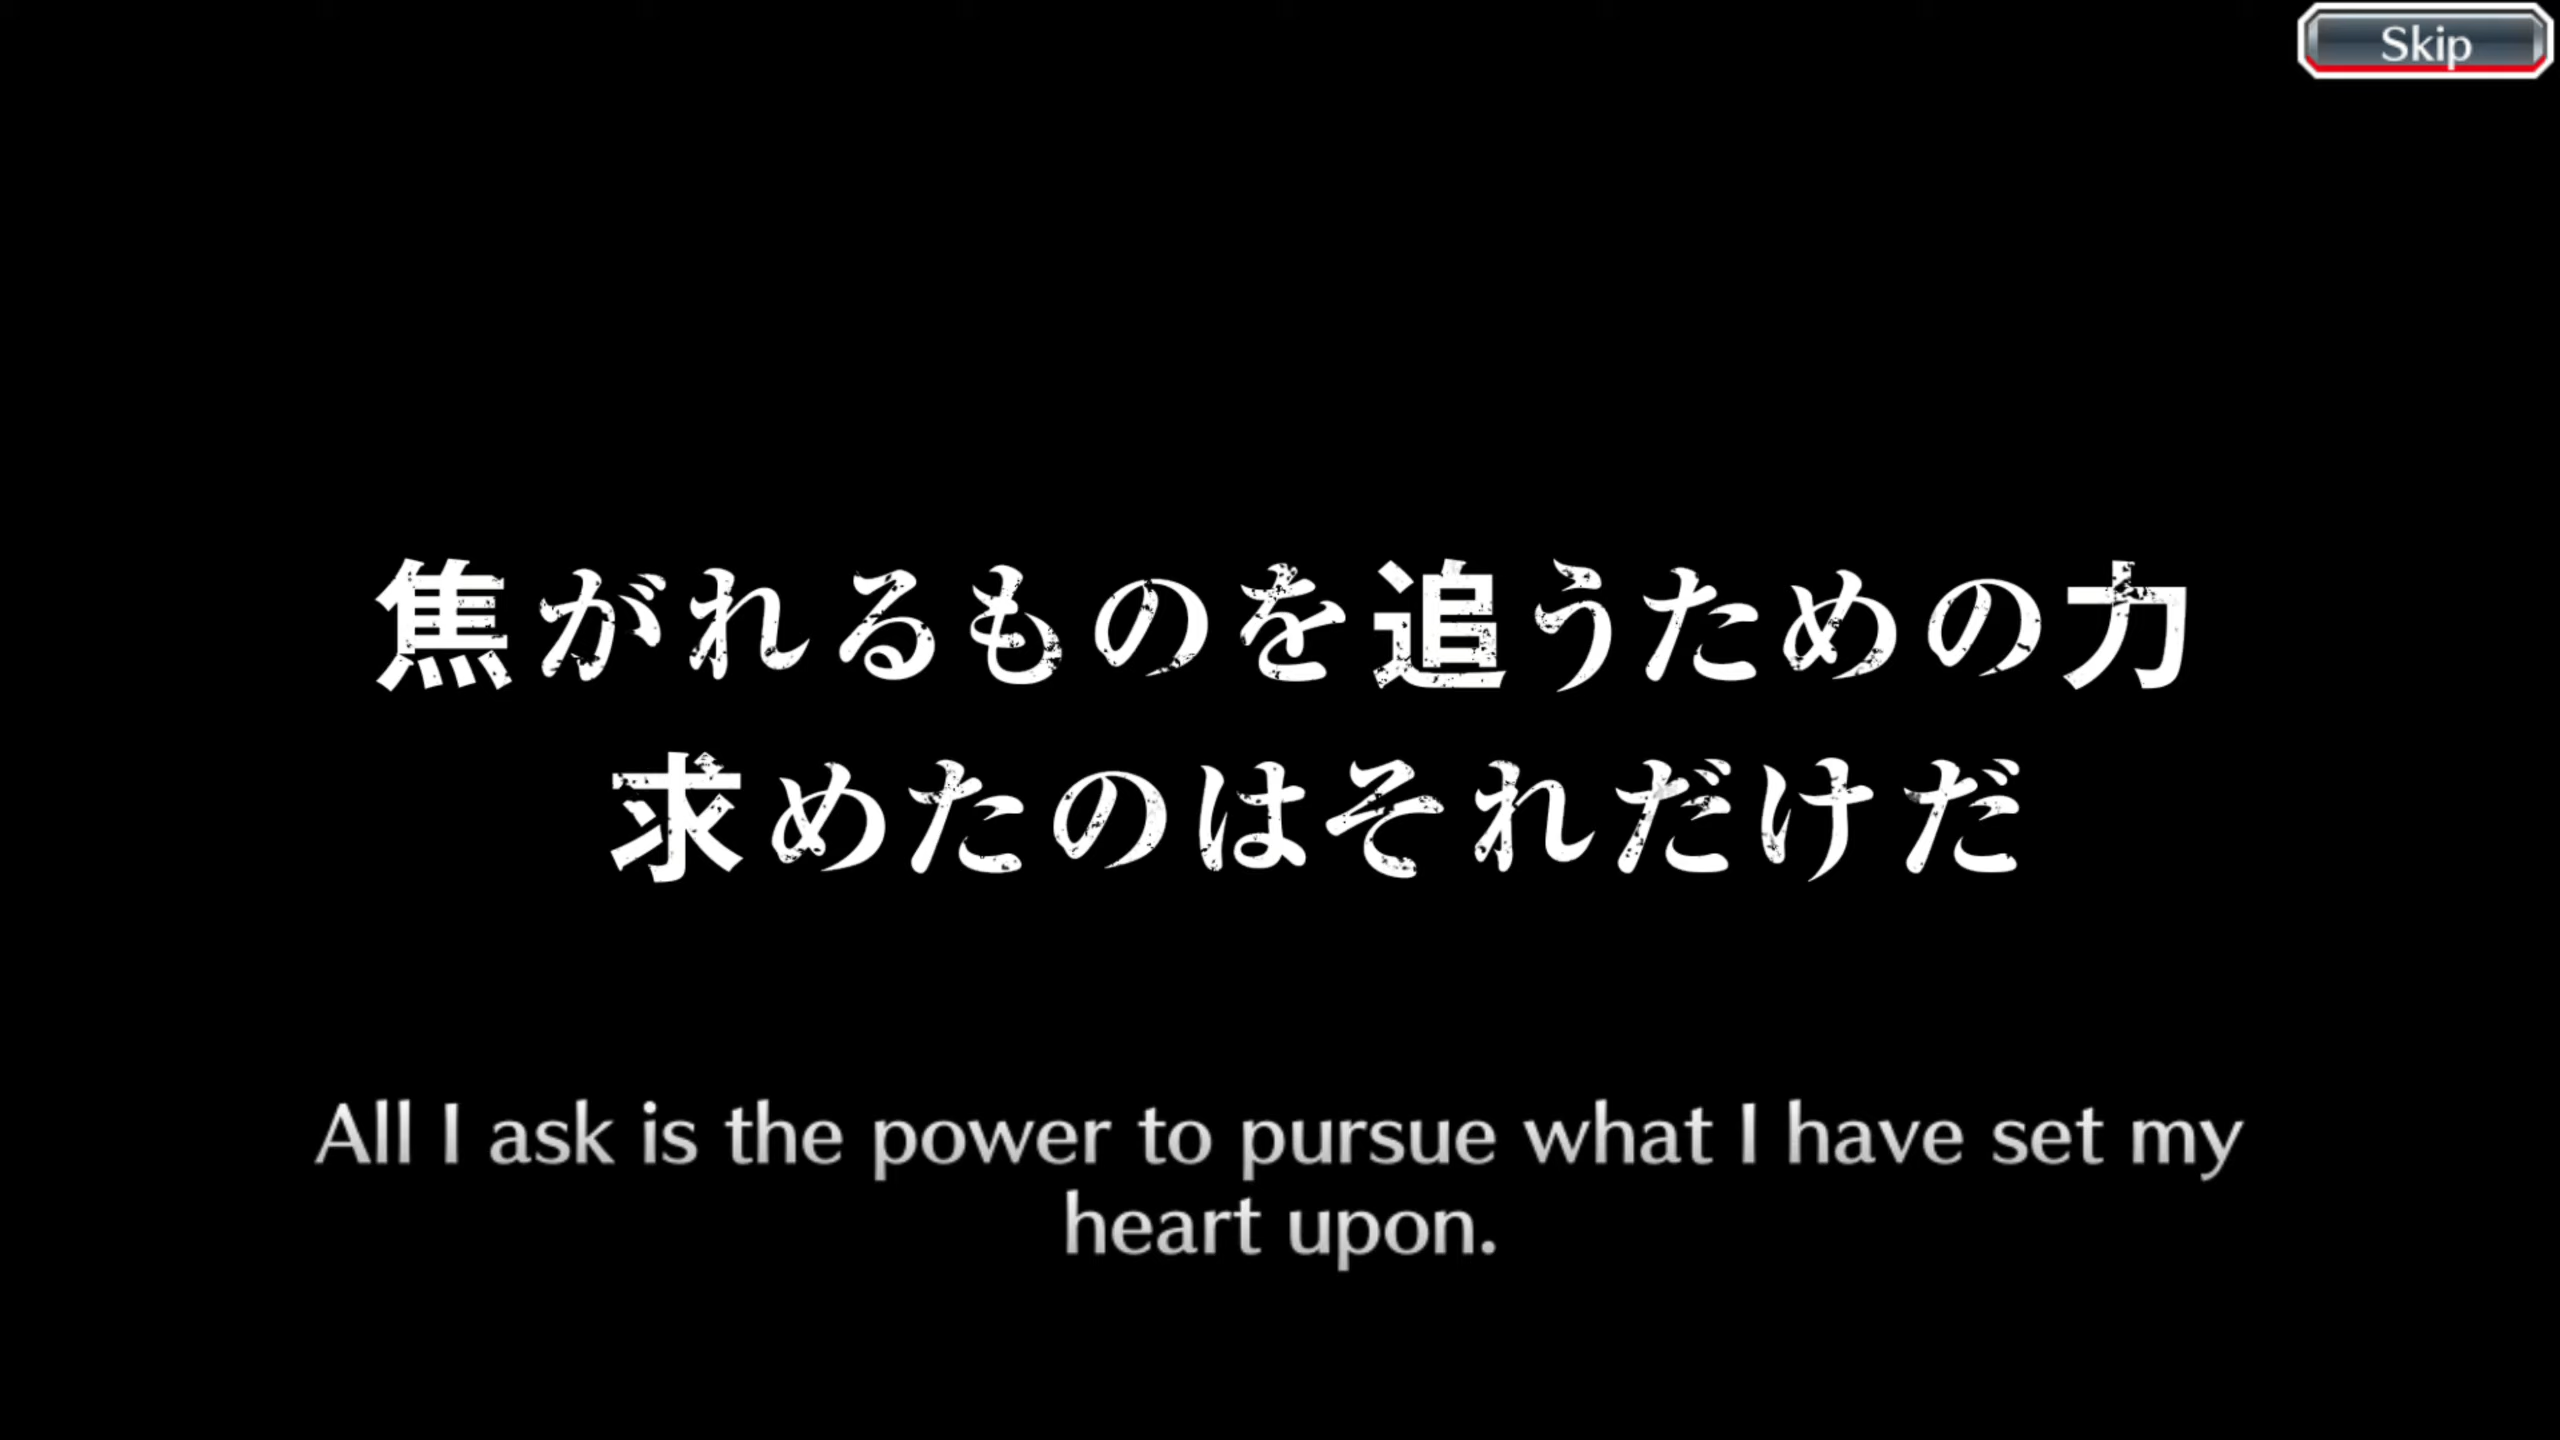 Skip
焦がれるものを追うための力
求めたのはそれだけだ
All I ask is the power to pursue what I have set my
heart upon.